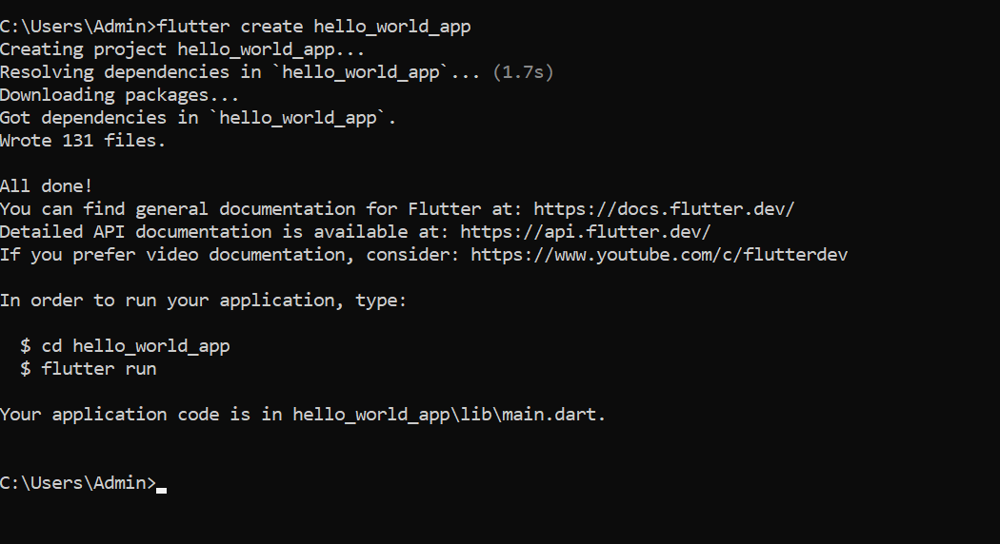 C:\Users\Admin>flutter create hello_world_app
Creating project hello_world_app...
Resolving dependencies in `hello_world_app`... (1.7s)
Downloading packages...
Got dependencies in `hello_world_app`.
Wrote 131 files.
All done!
You can find general documentation for Flutter at: https://docs.flutter.dev/
Detailed API documentation is available at: https://api.flutter.dev/
If you prefer video documentation, consider: https://www.youtube.com/c/flutterdev
In order to run your application, type:
$ cd hello_world_app
$ flutter run
Your application code is in hello_world_app\lib\main.dart.
C:\Users\Admin>